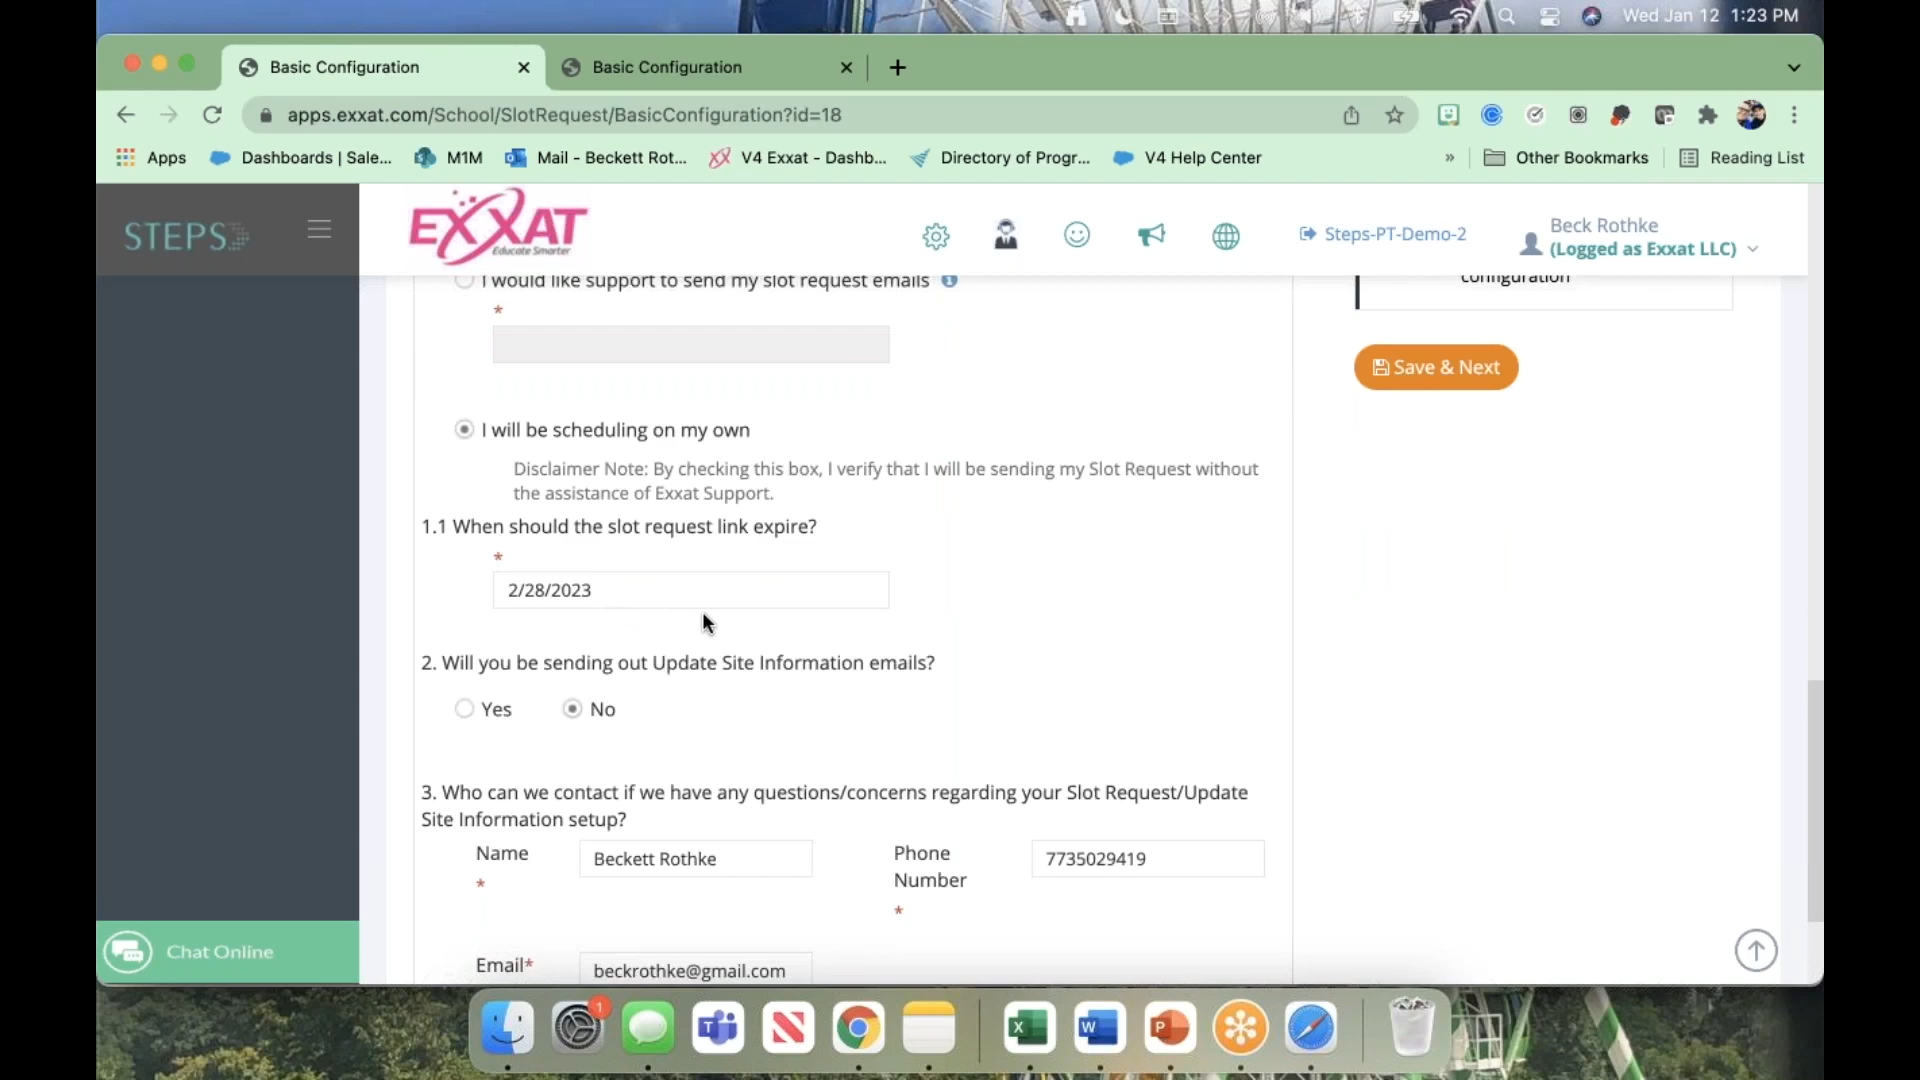 Wed Jan 12 1:23 PM
Basic Configuration
Basic Configuration
apps.exxat.com/School/SlotRequest/BasicConfiguration?id=18
Apps
Dashboards | Sale...
M1M
Mail - Beckett Rot...
V4 Exxat - Dashb...
Directory of Progr...
V4 Help Center
»
Other Bookmarks
Reading List
STEPS
EXXAT
Educate Smarter
Steps-PT-Demo-2
Beck Rothke
(Logged as Exxat LLC)
I would like support to send my slot request emails
*
configuration
Save & Next
I will be scheduling on my own
Disclaimer Note: By checking this box, I verify that I will be sending my Slot Request without
the assistance of Exxat Support.
1.1 When should the slot request link expire?
*
2/28/2023
2. Will you be sending out Update Site Information emails?
Yes
No
3. Who can we contact if we have any questions/concerns regarding your Slot Request/Update
Site Information setup?
Name
*
Beckett Rothke
Phone
Number
*
7735029419
Email*
beckrothke@gmail.com
Chat Online
1
T
X
W
P